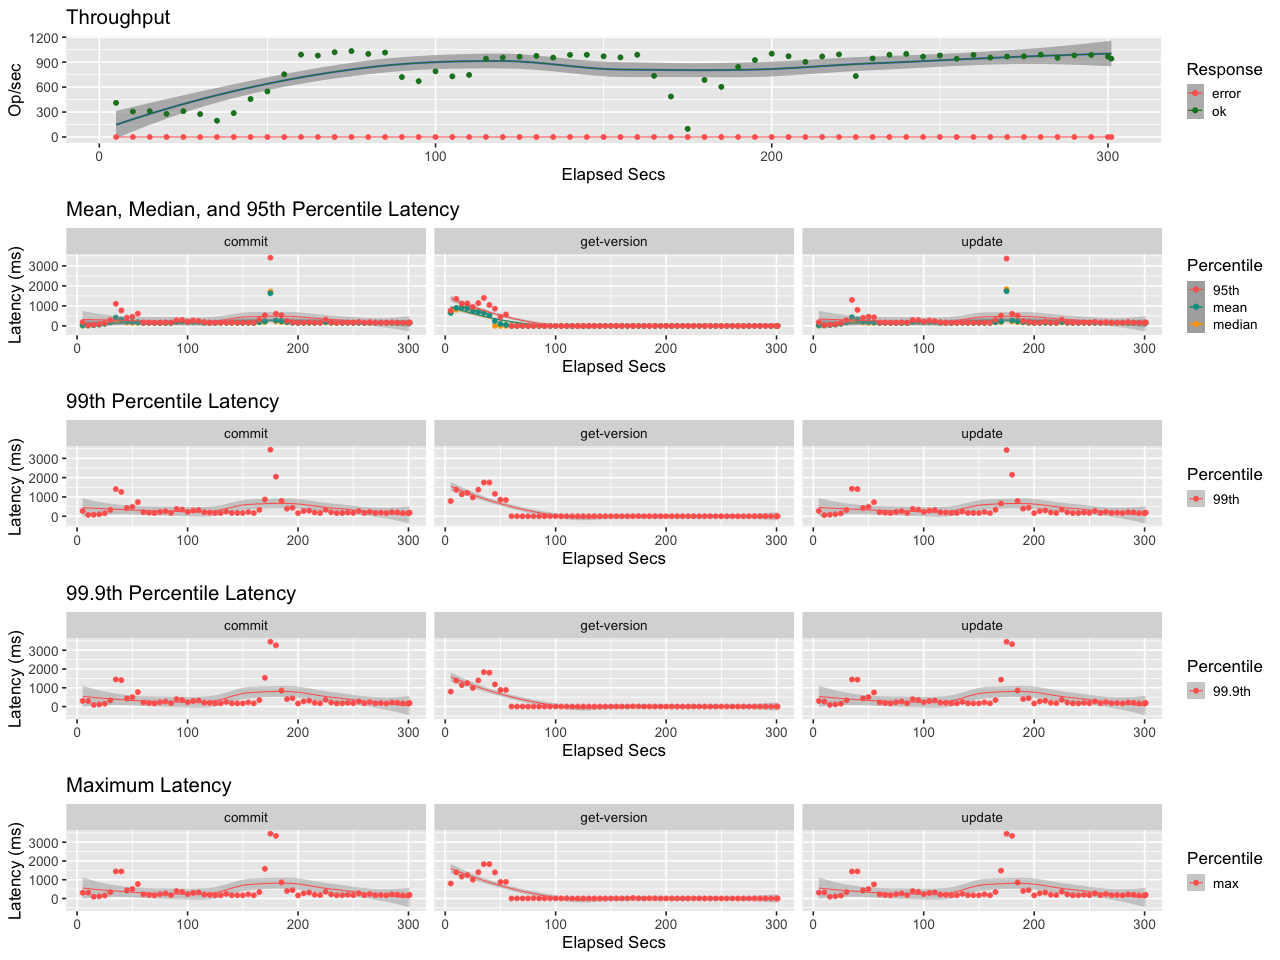 Throughput
1200
900
600
300
0
Op/sec
0 100 200 300
Elapsed Secs
Response
error
ok
Mean, Median, and 95th Percentile Latency
commit get-version update
3000
2000
1000
0
Latency (ms)
0 100 200 300 0 100 200 300 0 100 200 300
Elapsed Secs
Percentile
95th
mean
median
99th Percentile Latency
commit get-version update
3000
2000
1000
0
Latency (ms)
0 100 200 300 0 100 200 300 0 100 200 300
Elapsed Secs
Percentile
99th
99.9th Percentile Latency
commit get-version update
3000
2000
1000
0
Latency (ms)
0 100 200 300 0 100 200 300 0 100 200 300
Elapsed Secs
Percentile
99.9th
Maximum Latency
commit get-version update
3000
2000
1000
0
Latency (ms)
0 100 200 300 0 100 200 300 0 100 200 300
Elapsed Secs
Percentile
max